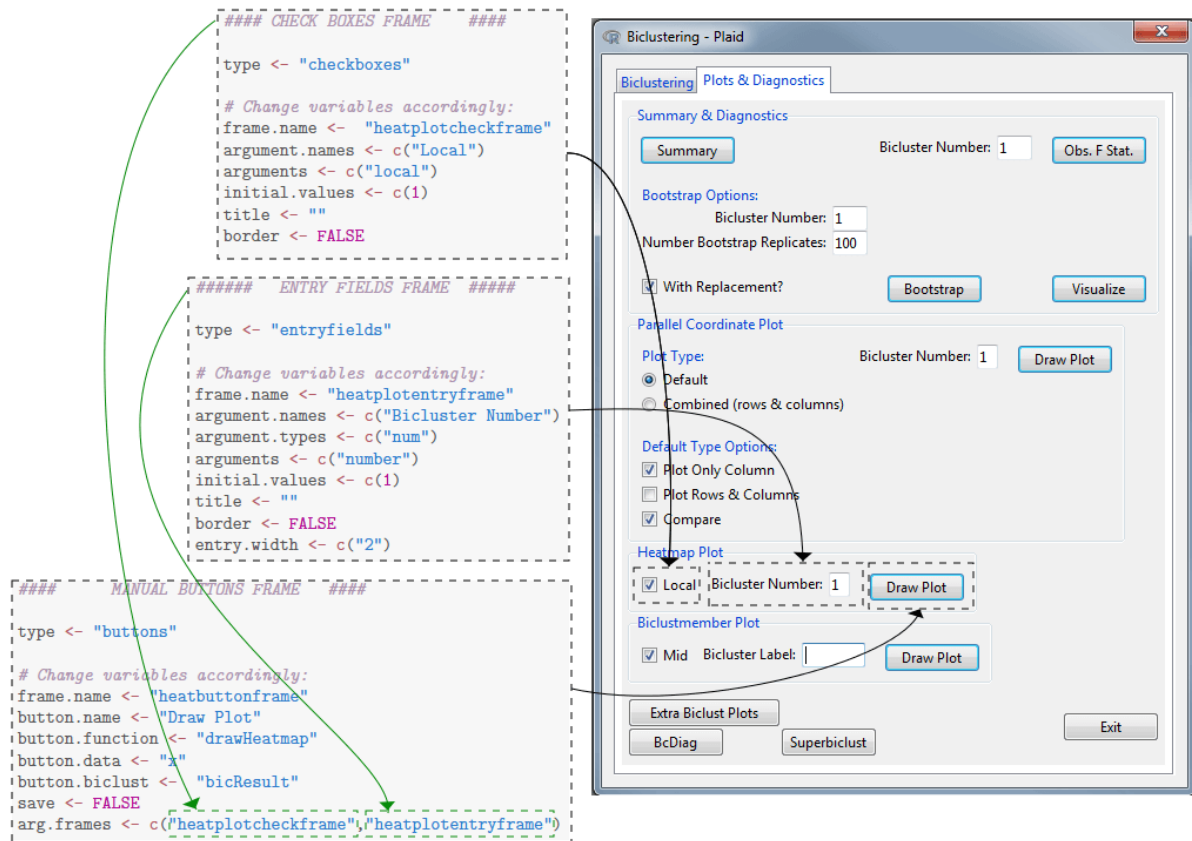 #### CHECK BOXES FRAME ####
type <- "checkboxes"
# Change variables accordingly:
frame.name <- "heatplotcheckframe"
argument.names <- c("Local")
arguments <- c("local")
initial.values <- c(1)
title <- ""
border <- FALSE
###### ENTRY FIELDS FRAME #####
type <- "entryfields"
# Change variables accordingly:
frame.name <- "heatplotentryframe"
argument.names <- c("Bicluster Number")
argument.types <- c("num")
arguments <- c("number")
initial.values <- c(1)
title <- ""
border <- FALSE
entry.width <- c("2")
#### MANUAL BUTTONS FRAME ####
type <- "buttons"
# Change variables accordingly:
frame.name <- "heatbuttonframe"
button.name <- "Draw Plot"
button.function <- "drawHeatmap"
button.data <- "x"
button.biclust <- "bicResult"
save <- FALSE
arg.frames <- c("heatplotcheckframe","heatplotentryframe")
Biclustering - Plaid
Biclustering Plots & Diagnostics
Summary & Diagnostics
Summary Bicluster Number: 1 Obs. F Stat.
Bootstrap Options:
Bicluster Number: 1
Number Bootstrap Replicates: 100
With Replacement? Bootstrap Visualize
Parallel Coordinate Plot
Plot Type: Bicluster Number: 1 Draw Plot
Default
Combined (rows & columns)
Default Type Options:
Plot Only Column
Plot Rows & Columns
Compare
Heatmap Plot
Local Bicluster Number: 1 Draw Plot
Biclustmember Plot
Mid Bicluster Label: Draw Plot
Extra Biclust Plots
Exit
BcDiag Superbiclust